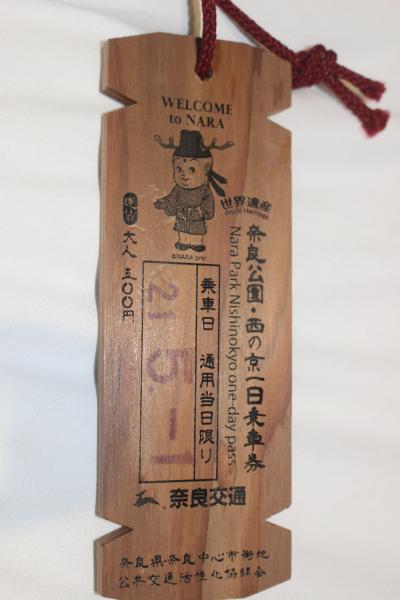 WELCOME
to NARA
©NARA pref
世界遺産
World Heritage
奈良公園・西の京一日乗車券
Nara Park Nishinokyo one-day pass
乗車日 通用当日限り
21.5.-1
運賃
大人 五〇〇円
奈良交通
奈良県・奈良中心市街地
公共交通活性化協議会